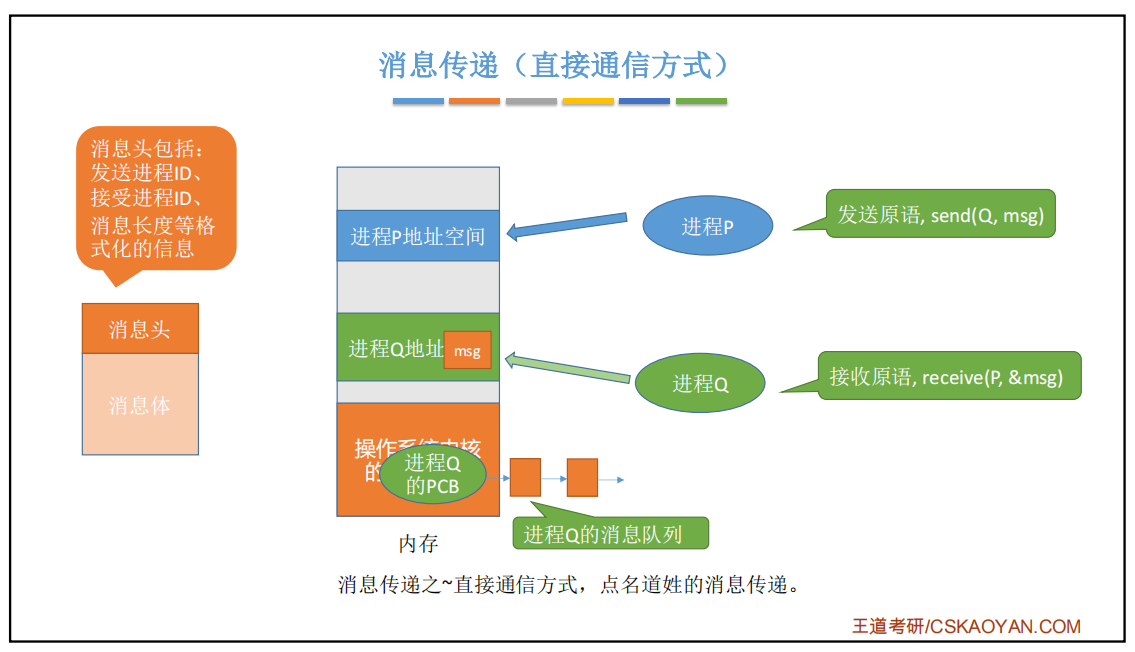 消息传递（直接通信方式）
消息头包括：
发送进程ID、
接受进程ID、
消息长度等格
式化的信息
消息头
消息体
进程P地址空间
进程Q地址
msg
操作系统内核
的
进程Q
的PCB
内存
进程P
发送原语, send(Q, msg)
进程Q
接收原语, receive(P, &msg)
进程Q的消息队列
消息传递之~直接通信方式，点名道姓的消息传递。
王道考研/CSKAOYAN.COM